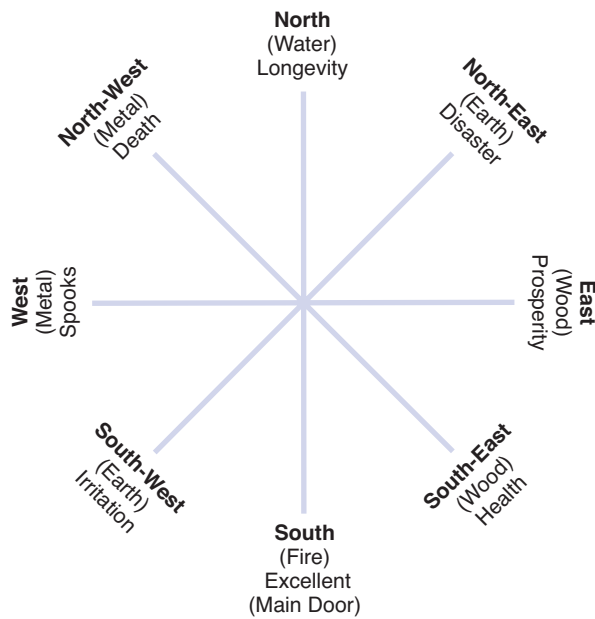 North
(Water)
Longevity
North-West
(Metal)
Death
North-East
(Earth)
Disaster
West
(Metal)
Spooks
East
(Wood)
Prosperity
South-West
(Earth)
Irritation
South-East
(Wood)
Health
South
(Fire)
Excellent
(Main Door)